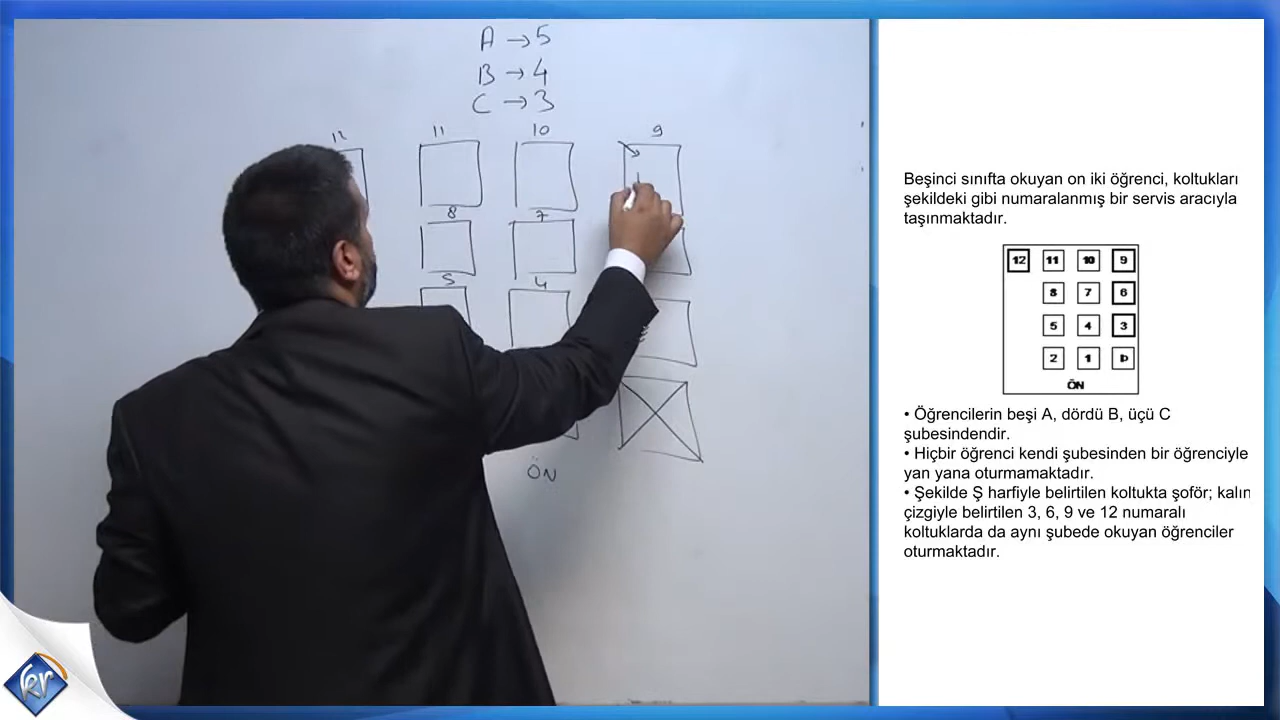 A → 5
B → 4
C → 3
12 11 10 9
8 7
5 4
ÖN
Beşinci sınıfta okuyan on iki öğrenci, koltukları
şekildeki gibi numaralanmış bir servis aracıyla
taşınmaktadır.
12 11 10 9
8 7 6
5 4 3
2 1 Þ
ÖN
• Öğrencilerin beşi A, dördü B, üçü C
şubesindendir.
• Hiçbir öğrenci kendi şubesinden bir öğrenciyle
yan yana oturmamaktadır.
• Şekilde Ş harfiyle belirtilen koltukta şoför; kalın
çizgiyle belirtilen 3, 6, 9 ve 12 numaralı
koltuklarda da aynı şubede okuyan öğrenciler
oturmaktadır.
kr